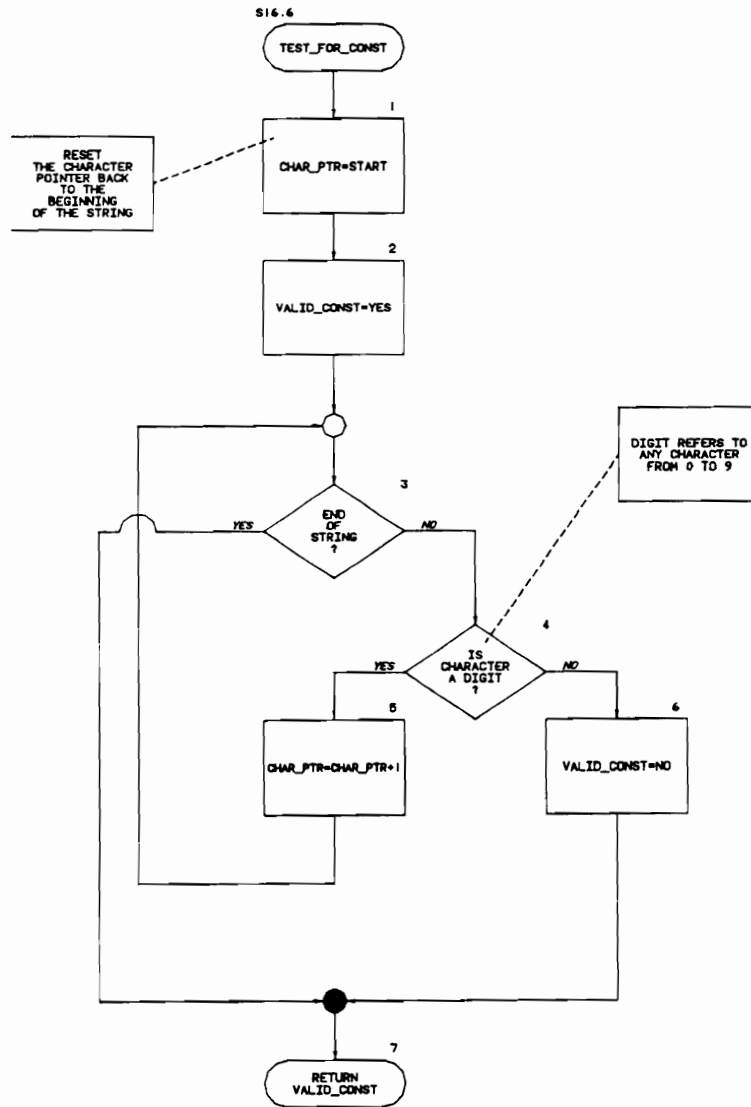 S16.6
TEST_FOR_CONST
1
RESET
THE CHARACTER
POINTER BACK
TO THE
BEGINNING
OF THE STRING
CHAR_PTR=START
2
VALID_CONST=YES
DIGIT REFERS TO
ANY CHARACTER
FROM 0 TO 9
3
YES
END
OF
STRING
?
NO
4
YES
IS
CHARACTER
A DIGIT
?
NO
5
6
CHAR_PTR=CHAR_PTR+1
VALID_CONST=NO
7
RETURN
VALID_CONST